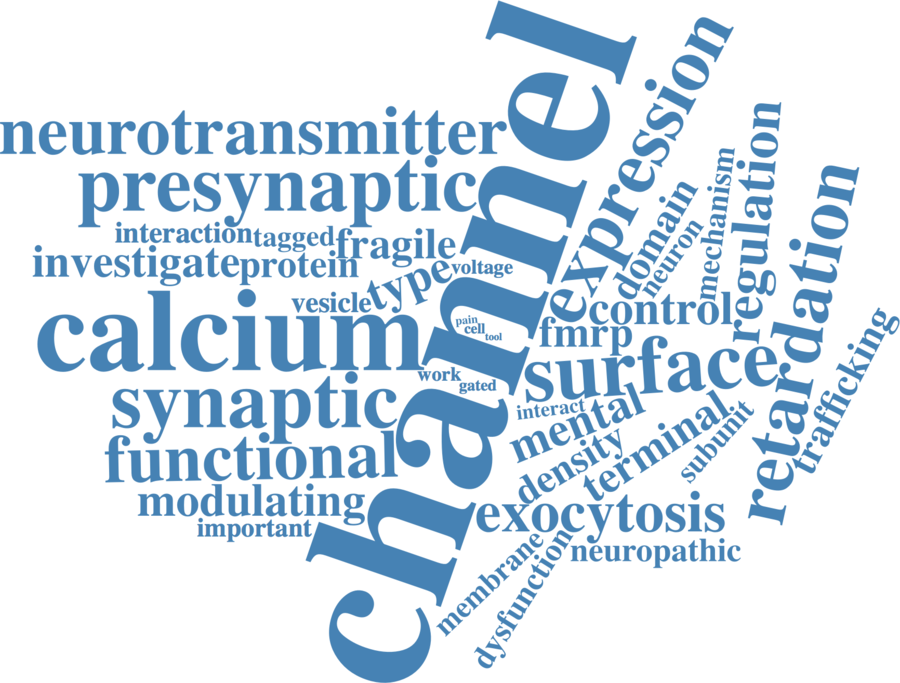 channel
expression
neurotransmitter
presynaptic
interaction
tagged
fragile
investigate
protein
type
voltage
vesicle
calcium
pain
cell
tool
work
gated
synaptic
functional
modulating
important
domain
neuron
mechanism
regulation
control
fmrp
surface
retardation
trafficking
interact
mental
density
terminal
subunit
exocytosis
neuropathic
membrane
dysfunction